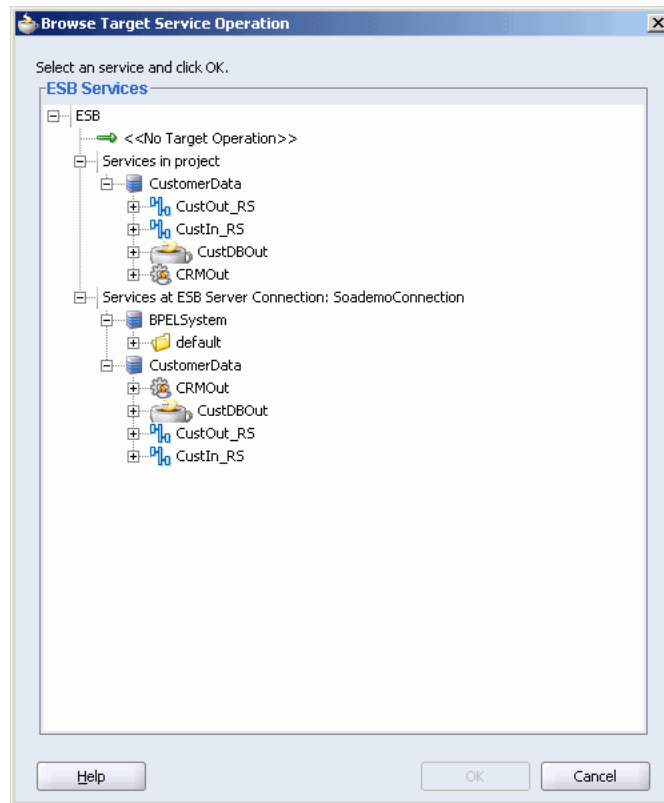 Browse Target Service Operation
Select an service and click OK.
ESB Services
ESB
<<No Target Operation>>
Services in project
CustomerData
CustOut_RS
CustIn_RS
CustDBOut
CRMOut
Services at ESB Server Connection: SoademoConnection
BPELSystem
default
CustomerData
CRMOut
CustDBOut
CustOut_RS
CustIn_RS
Help OK Cancel